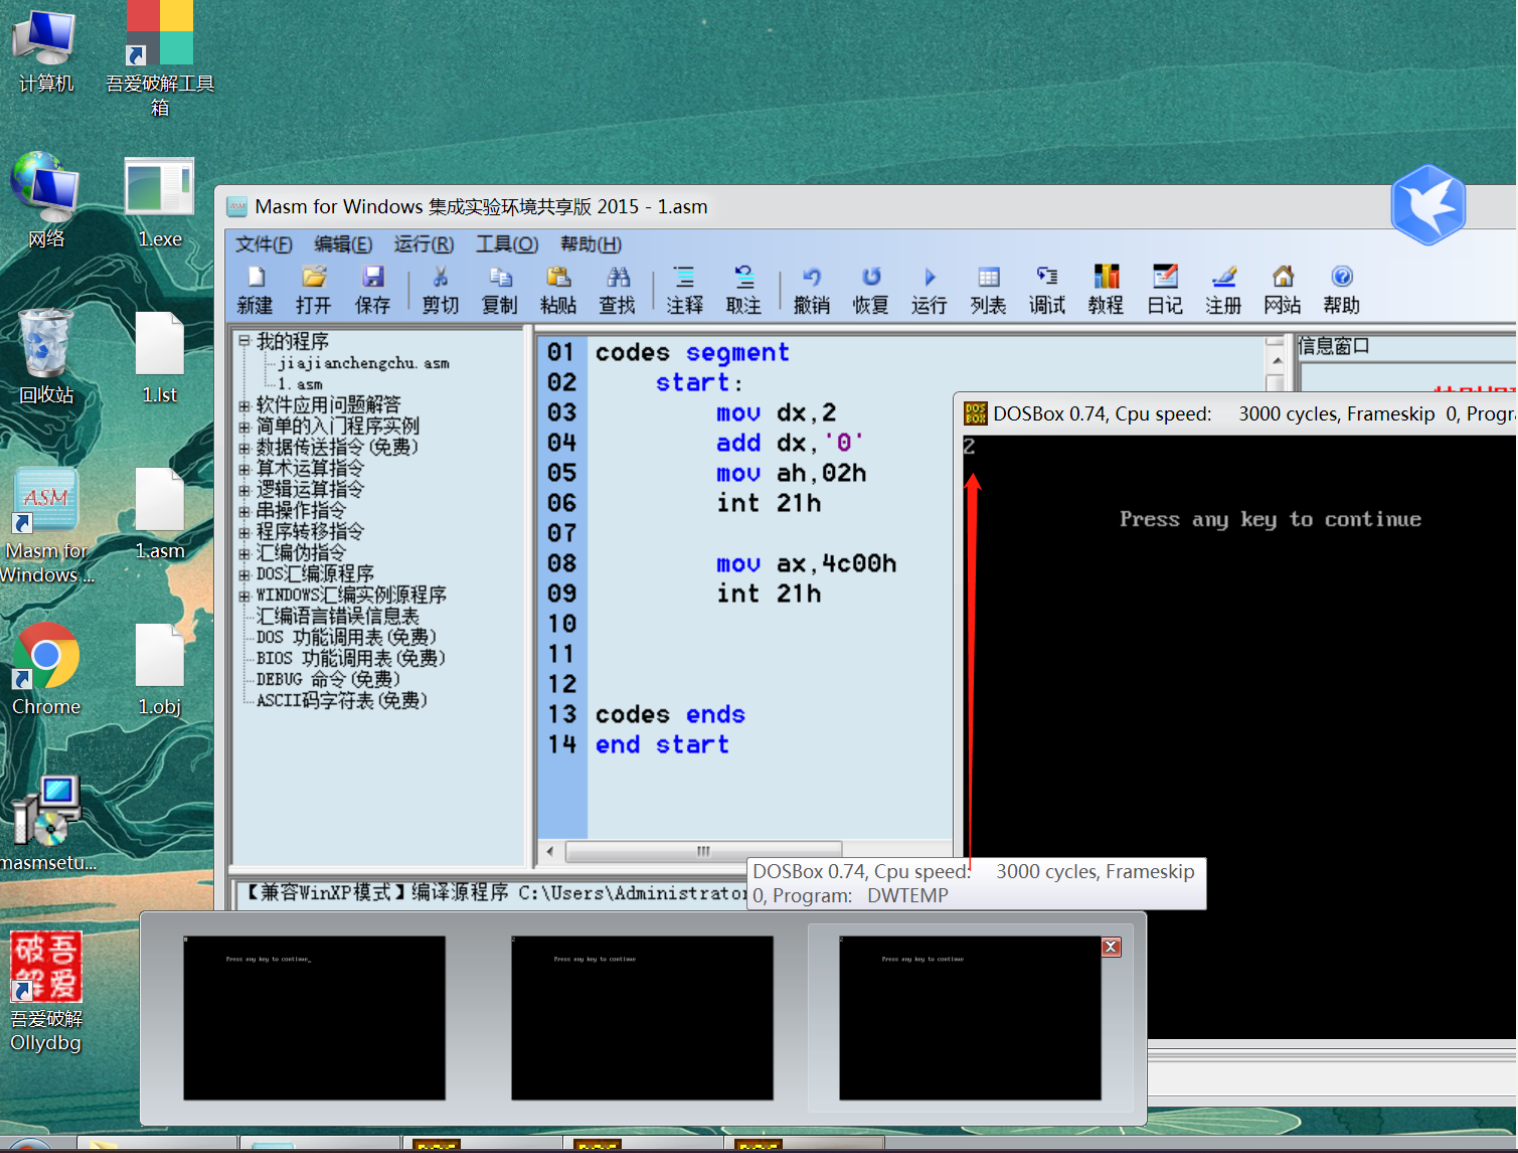 计算机
吾爱破解工具
箱
网络
1.exe
回收站
1.lst
ASM
Masm for
Windows ...
1.asm
Chrome
1.obj
masmsetu...
破吾
解爱
吾爱破解
Ollydbg
Masm for Windows 集成实验环境共享版 2015 - 1.asm
文件(F) 编辑(E) 运行(R) 工具(O) 帮助(H)
新建 打开 保存 剪切 复制 粘贴 查找 注释 取注 撤销 恢复 运行 列表 调试 教程 日记 注册 网站 帮助
我的程序
jiajianchengchu.asm
1.asm
软件应用问题解答
简单的入门程序实例
数据传送指令(免费)
算术运算指令
逻辑运算指令
串操作指令
程序转移指令
汇编伪指令
DOS汇编源程序
WINDOWS汇编实例源程序
汇编语言错误信息表
DOS 功能调用表(免费)
BIOS 功能调用表(免费)
DEBUG 命令(免费)
ASCII码字符表(免费)
01 codes segment
02 start:
03 mov dx,2
04 add dx,'0'
05 mov ah,02h
06 int 21h
07
08 mov ax,4c00h
09 int 21h
10
11
12
13 codes ends
14 end start
信息窗口
DOSBox 0.74, Cpu speed: 3000 cycles, Frameskip 0, Progr
2
Press any key to continue
【兼容WinXP模式】编译源程序 C:\Users\Administrator
DOSBox 0.74, Cpu speed: 3000 cycles, Frameskip
0, Program: DWTEMP
Press any key to continue_
2
Press any key to continue
2
Press any key to continue